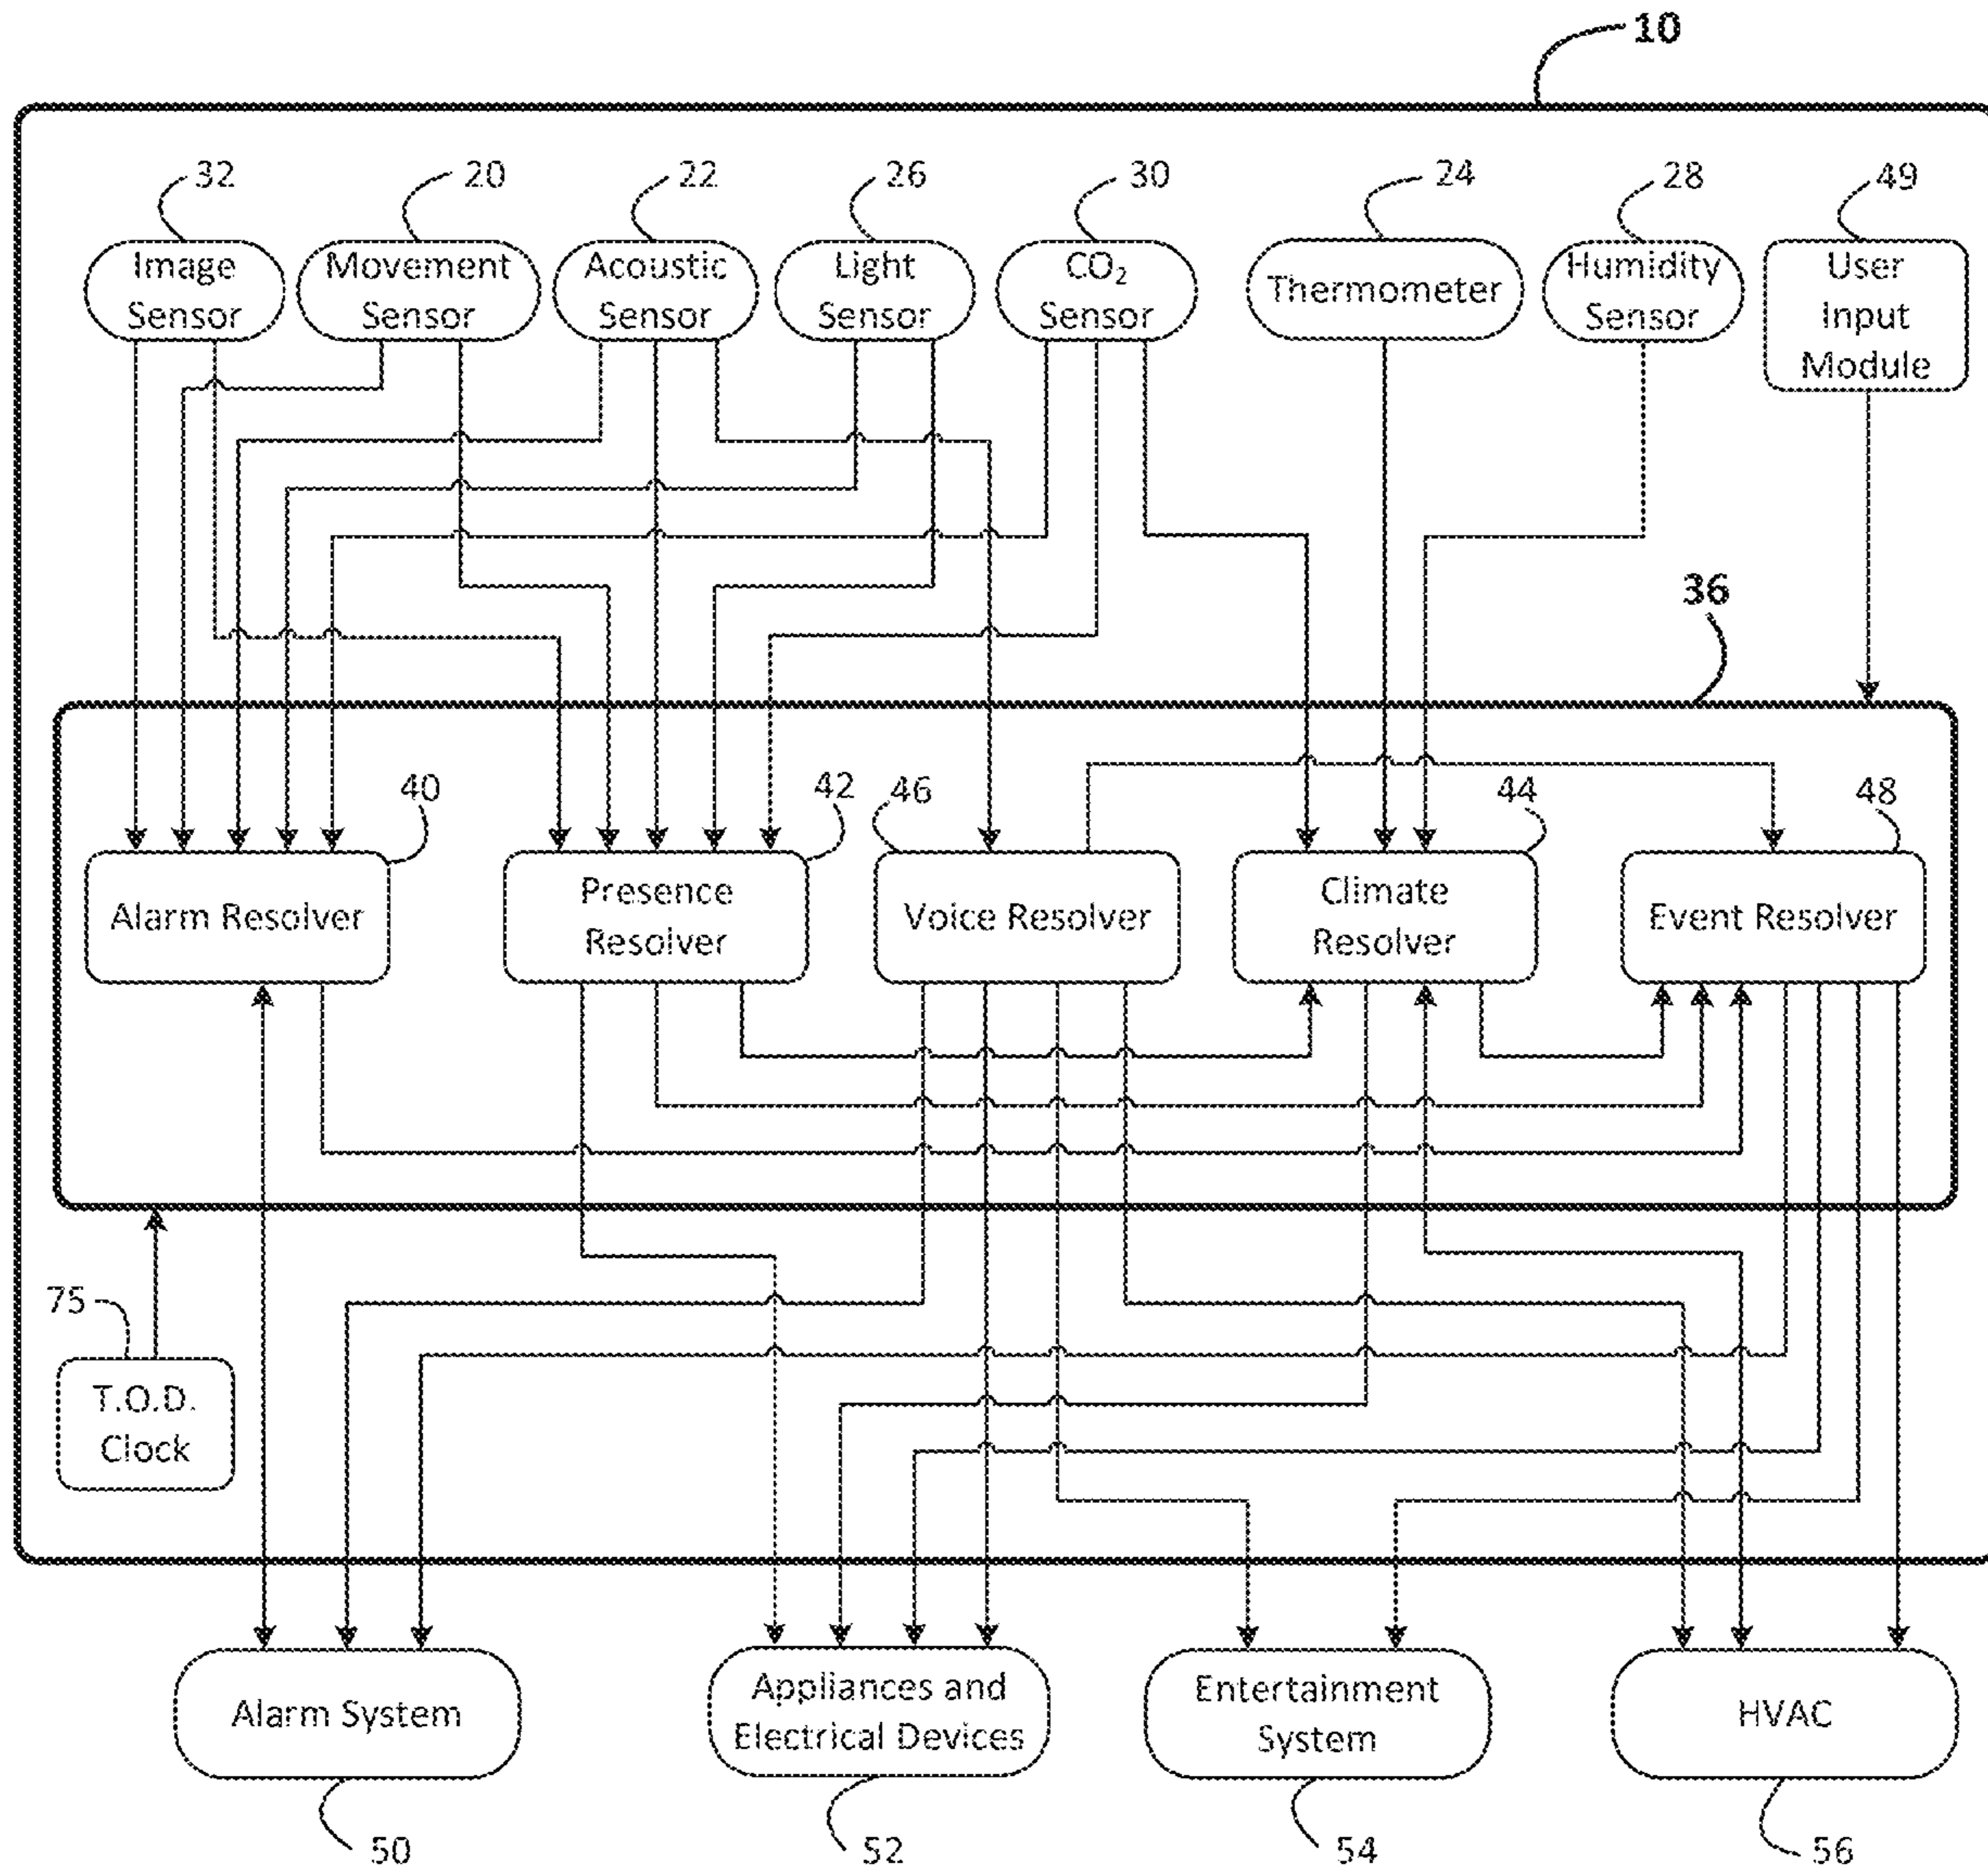 10
32
20
22
26
30
24
28
49
Image
Sensor
Movement
Sensor
Acoustic
Sensor
Light
Sensor
CO₂
Sensor
Thermometer
Humidity
Sensor
User
Input
Module
36
40
42
46
44
48
Alarm Resolver
Presence
Resolver
Voice Resolver
Climate
Resolver
Event Resolver
75
T.O.D.
Clock
Alarm System
Appliances and
Electrical Devices
Entertainment
System
HVAC
50
52
54
56